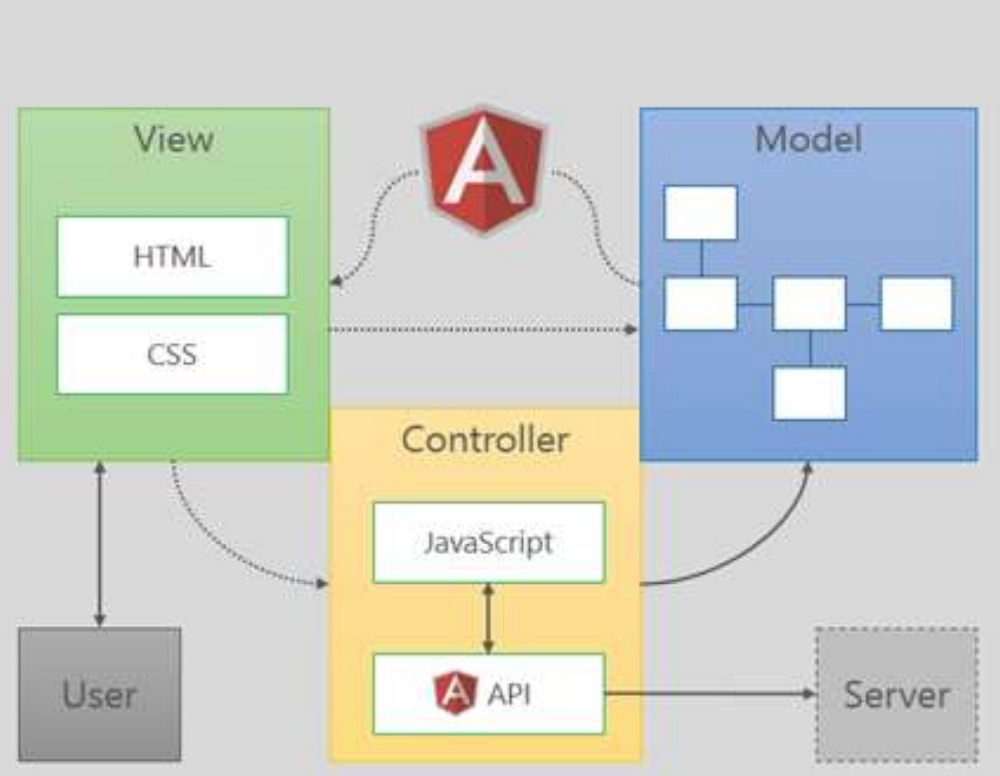 View
A
Model
HTML
CSS
Controller
JavaScript
User
A API
Server